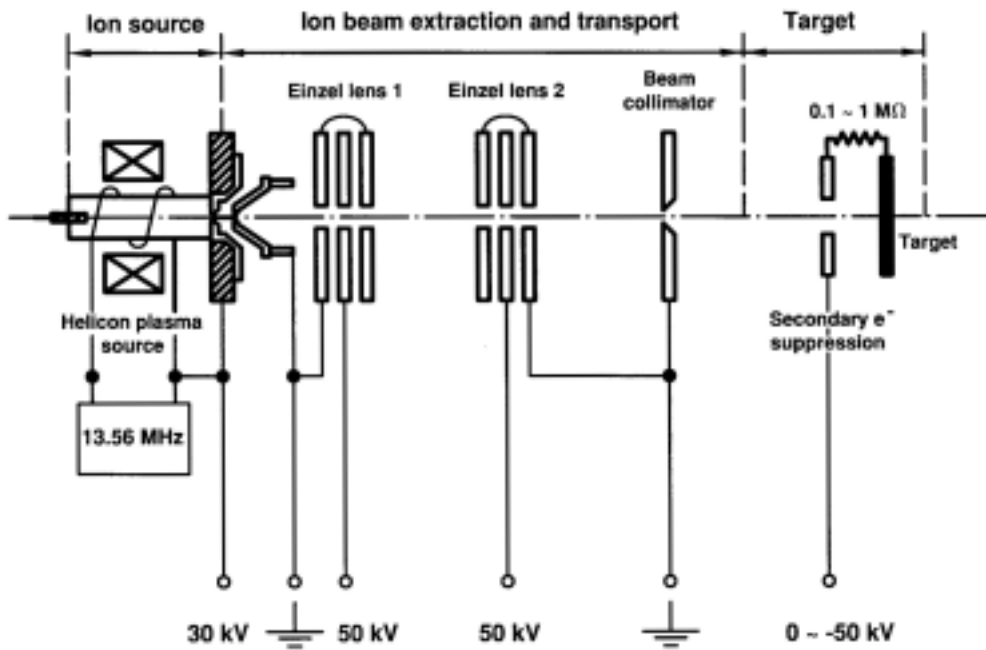 Ion source
Ion beam extraction and transport
Target
Einzel lens 1
Einzel lens 2
Beam
collimator
0.1 ~ 1 MΩ
Target
Helicon plasma
source
Secondary e⁻
suppression
13.56 MHz
30 kV
50 kV
50 kV
0 ~ -50 kV